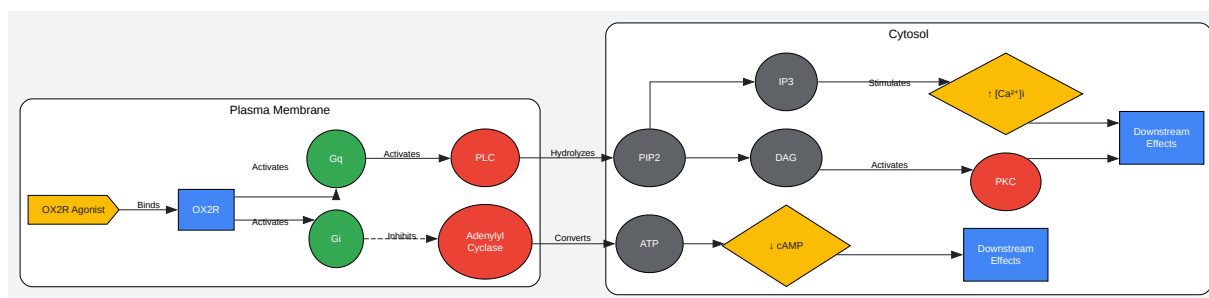 Cytosol
IP3
Stimulates
↑ [Ca²⁺]i
Plasma Membrane
Downstream
Effects
Gq
Activates
PLC
Hydrolyzes
PIP2
DAG
Activates
Activates
PKC
OX2R Agonist
Binds
OX2R
Activates
Gi
Inhibits
Adenylyl
Cyclase
Converts
ATP
↓ cAMP
Downstream
Effects